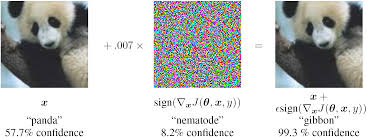 + .007 ×
=
x
sign(∇ₓJ(θ, x, y))
x +
ϵsign(∇ₓJ(θ, x, y))
“panda”
“nematode”
“gibbon”
57.7% confidence
8.2% confidence
99.3 % confidence